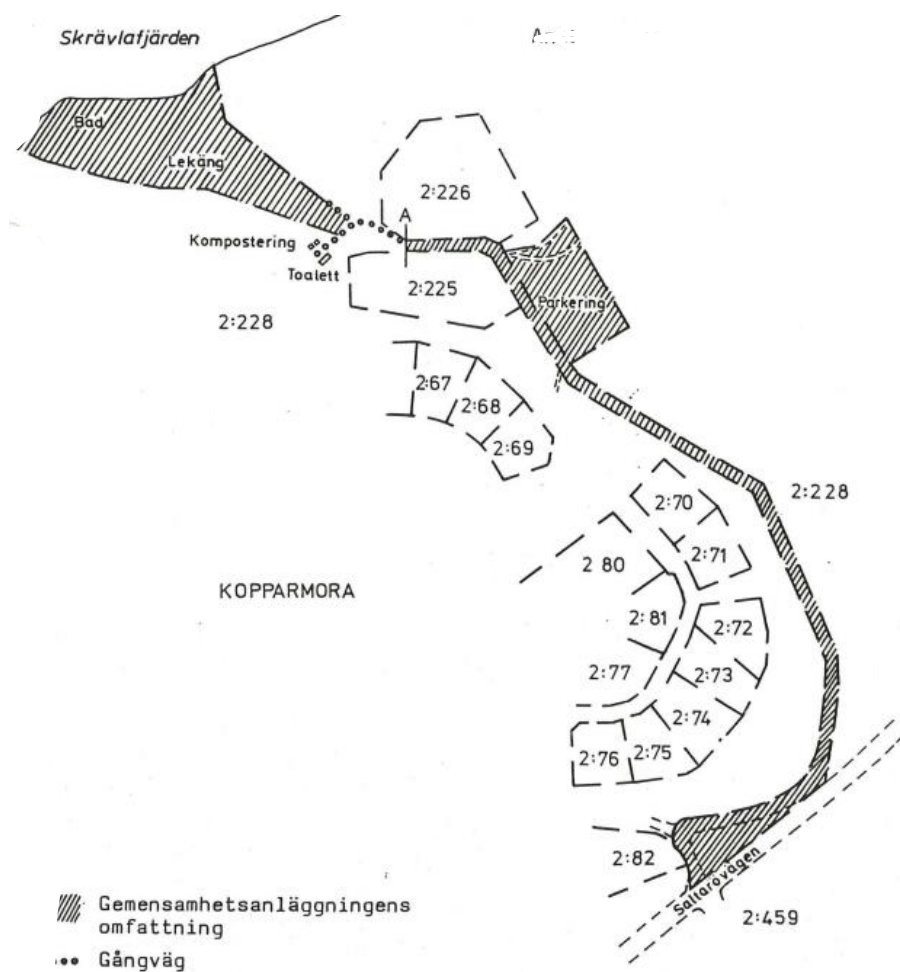 Skrävlafjärden
Bad
Lekäng
2:226
A
Kompostering
Toalett
2:225
Parkering
2:228
2:67
2:68
2:69
2:228
2:70
2:71
2 80
KOPPARMORA
2:81
2:72
2:77
2:73
2:74
2:76
2:75
2:82
Saltarövägen
2:459
Gemensamhetsanläggningens
omfattning
Gångväg